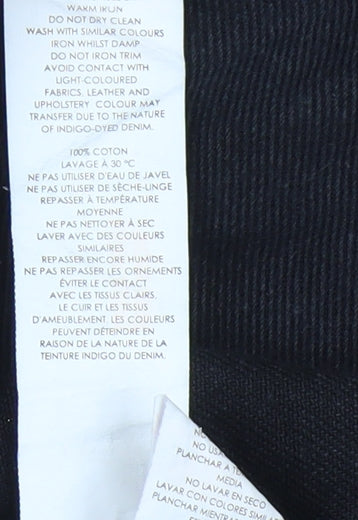 WARM IRON
DO NOT DRY CLEAN
WASH WITH SIMILAR COLOURS
IRON WHILST DAMP
DO NOT IRON TRIM
AVOID CONTACT WITH
LIGHT-COLOURED
FABRICS, LEATHER AND
UPHOLSTERY. COLOUR MAY
TRANSFER DUE TO THE NATURE
OF INDIGO-DYED DENIM.
100% COTON
LAVAGE À 30 °C
NE PAS UTILISER D'EAU DE JAVEL
NE PAS UTILISER DE SÈCHE-LINGE
REPASSER À TEMPÉRATURE
MOYENNE
NE PAS NETTOYER À SEC
LAVER AVEC DES COULEURS
SIMILAIRES
REPASSER ENCORE HUMIDE
NE PAS REPASSER LES ORNEMENTS
ÉVITER LE CONTACT
AVEC LES TISSUS CLAIRS,
LE CUIR ET LES TISSUS
D'AMEUBLEMENT. LES COULEURS
PEUVENT DÉTEINDRE EN
RAISON DE LA NATURE DE LA
TEINTURE INDIGO DU DENIM.
NO USA
PLANCHAR A TE
MEDIA
NO LAVAR EN SECO
LAVAR CON COLORES SIMI
PLANCHAR MIENTRA